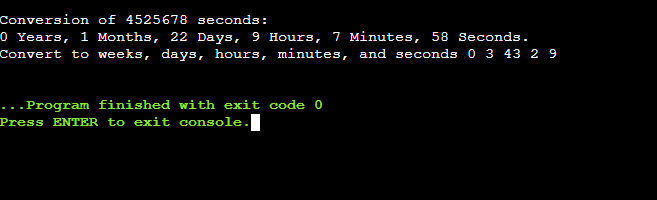 Conversion of 4525678 seconds:
0 Years, 1 Months, 22 Days, 9 Hours, 7 Minutes, 58 Seconds.
Convert to weeks, days, hours, minutes, and seconds 0 3 43 2 9
...Program finished with exit code 0
Press ENTER to exit console.